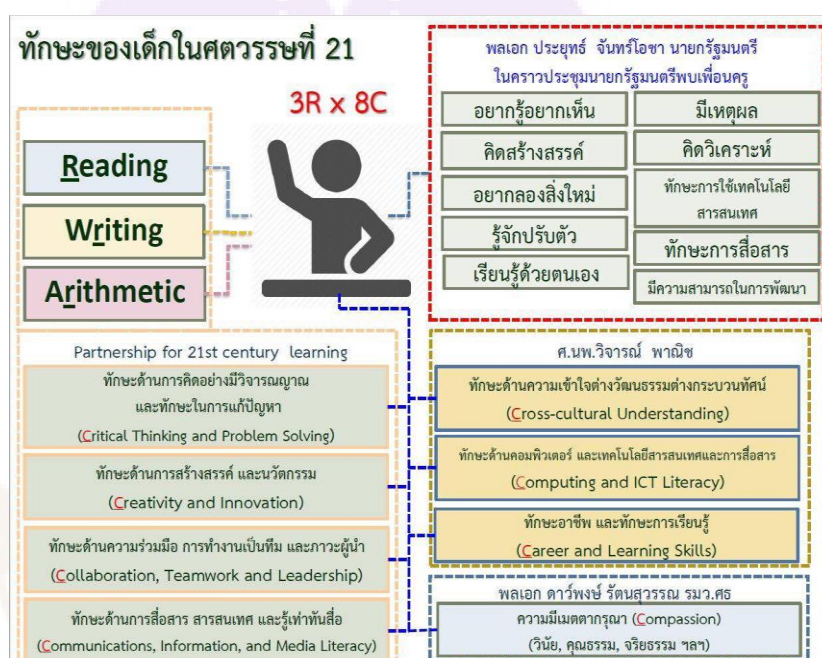 ทักษะของเด็กในศตวรรษที่ 21
3R x 8C
Reading
Writing
Arithmetic
พลเอก ประยุทธ์ จันทร์โอชา นายกรัฐมนตรี
ในคราวประชุมนายกรัฐมนตรีพบเพื่อนครู
อยากรู้อยากเห็น
คิดสร้างสรรค์
อยากลองสิ่งใหม่
รู้จักปรับตัว
เรียนรู้ด้วยตนเอง
มีเหตุผล
คิดวิเคราะห์
ทักษะการใช้เทคโนโลยี
สารสนเทศ
ทักษะการสื่อสาร
มีความสามารถในการพัฒนา
Partnership for 21st century learning
ทักษะด้านการคิดอย่างมีวิจารณญาณ
และทักษะในการแก้ปัญหา
(Critical Thinking and Problem Solving)
ทักษะด้านการสร้างสรรค์ และนวัตกรรม
(Creativity and Innovation)
ทักษะด้านความร่วมมือ การทำงานเป็นทีม และภาวะผู้นำ
(Collaboration, Teamwork and Leadership)
ทักษะด้านการสื่อสาร สารสนเทศ และรู้เท่าทันสื่อ
(Communications, Information, and Media Literacy)
ศ.นพ.วิจารณ์ พาณิช
ทักษะด้านความเข้าใจต่างวัฒนธรรมต่างกระบวนทัศน์
(Cross-cultural Understanding)
ทักษะด้านคอมพิวเตอร์ และเทคโนโลยีสารสนเทศและการสื่อสาร
(Computing and ICT Literacy)
ทักษะอาชีพ และทักษะการเรียนรู้
(Career and Learning Skills)
พลเอก ดาว์พงษ์ รัตนสุวรรณ รมว.ศธ
ความมีเมตตากรุณา (Compassion)
(วินัย, คุณธรรม, จริยธรรม ฯลฯ)